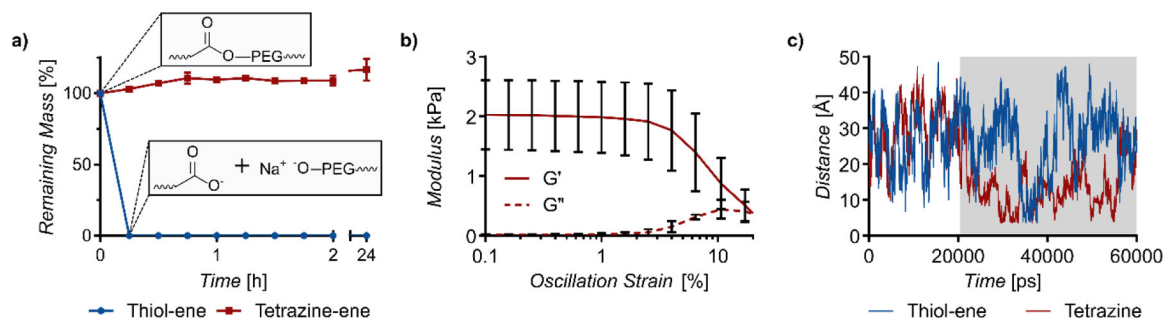 a)
Remaining Mass [%]
100
50
0
O
O—PEG
O
O⁻ + Na⁺ ⁻O—PEG
0
1
2
24
Time [h]
Thiol-ene
Tetrazine-ene
b)
Modulus [kPa]
3
2
1
0
G'
G"
0.1
1
10
Oscillation Strain [%]
c)
Distance [Å]
50
40
30
20
10
0
0
20000
40000
60000
Time [ps]
Thiol-ene
Tetrazine